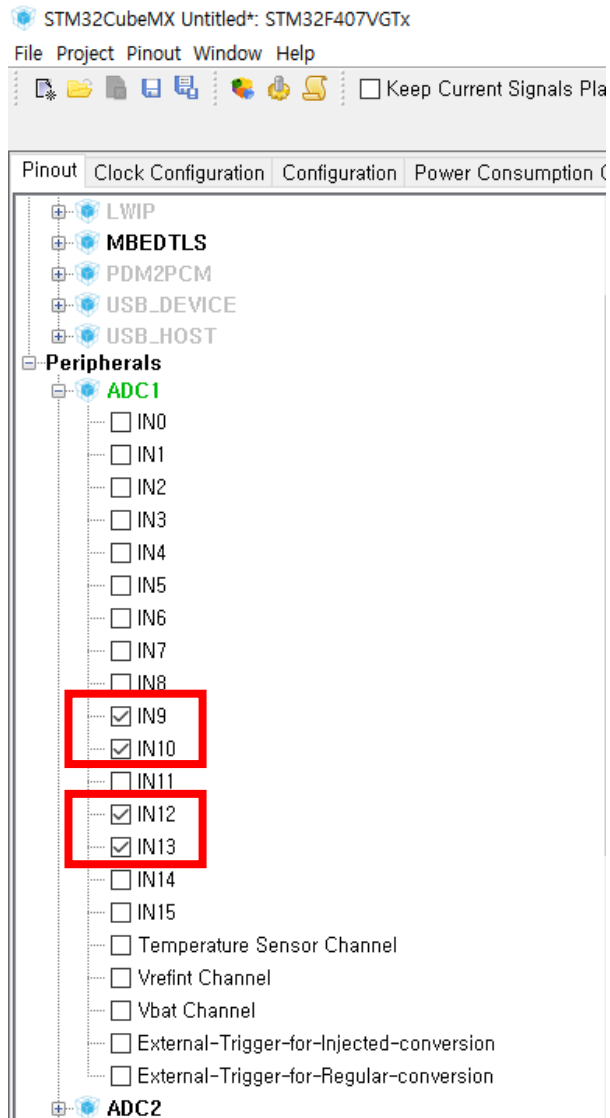 STM32CubeMX Untitled*: STM32F407VGTx
File Project Pinout Window Help
Keep Current Signals Pla
Pinout Clock Configuration Configuration Power Consumption
LWIP
MBEDTLS
PDM2PCM
USB_DEVICE
USB_HOST
Peripherals
ADC1
IN0
IN1
IN2
IN3
IN4
IN5
IN6
IN7
IN8
IN9
IN10
IN11
IN12
IN13
IN14
IN15
Temperature Sensor Channel
Vrefint Channel
Vbat Channel
External-Trigger-for-Injected-conversion
External-Trigger-for-Regular-conversion
ADC2